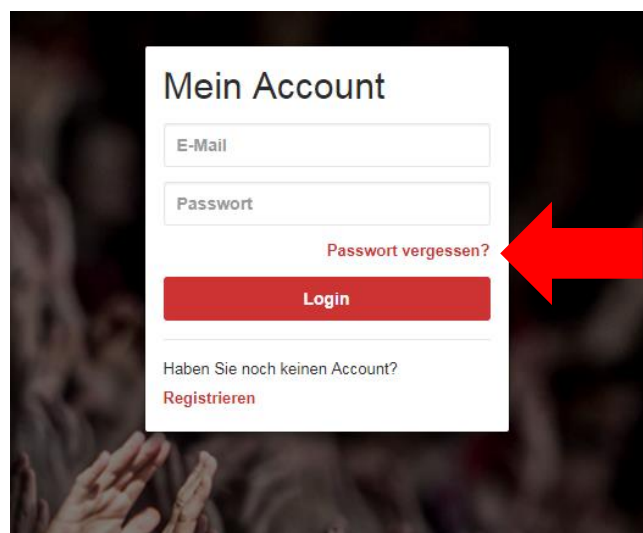 Mein Account
E-Mail
Passwort
Passwort vergessen?
Login
Haben Sie noch keinen Account?
Registrieren